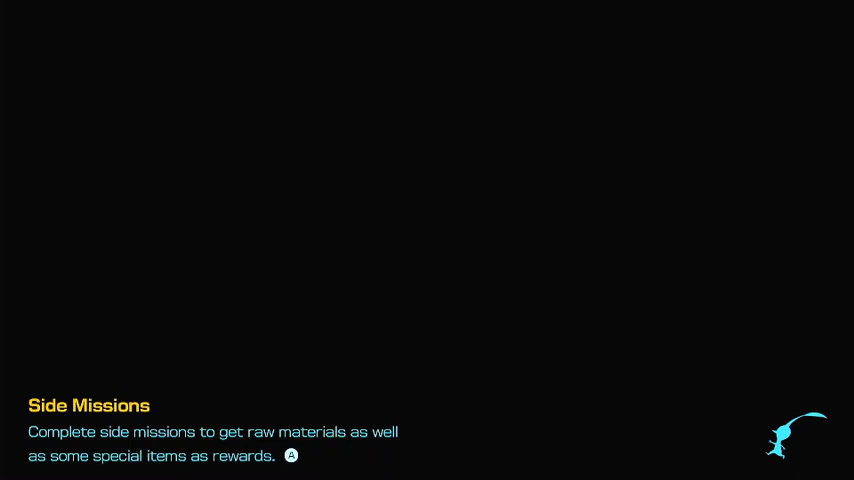 Side Missions
Complete side missions to get raw materials as well
as some special items as rewards. A